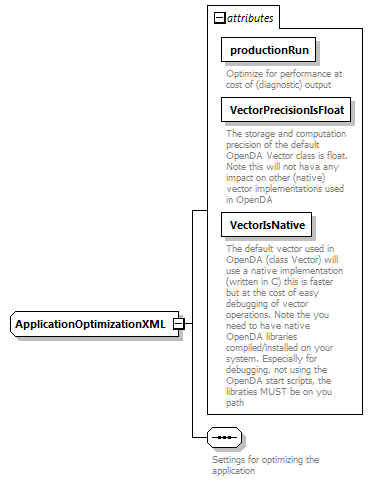 attributes
productionRun
Optimize for performance at
cost of (diagnostic) output
VectorPrecisionIsFloat
The storage and computation
precision of the default
OpenDA Vector class is float.
Note this will not hava any
impact on other (native)
vector implementations used
in OpenDA
VectorIsNative
The default vector used in
OpenDA (class Vector) will
use a native implementation
(written in C) this is faster
but at the cost of easy
debugging of vector
operations. Note the you
need to have native
OpenDA libraries
compiled/installed on your
system. Especially for
debugging, not using the
OpenDA start scripts, the
libraties MUST be on you
path
ApplicationOptimizationXML
Settings for optimizing the
application